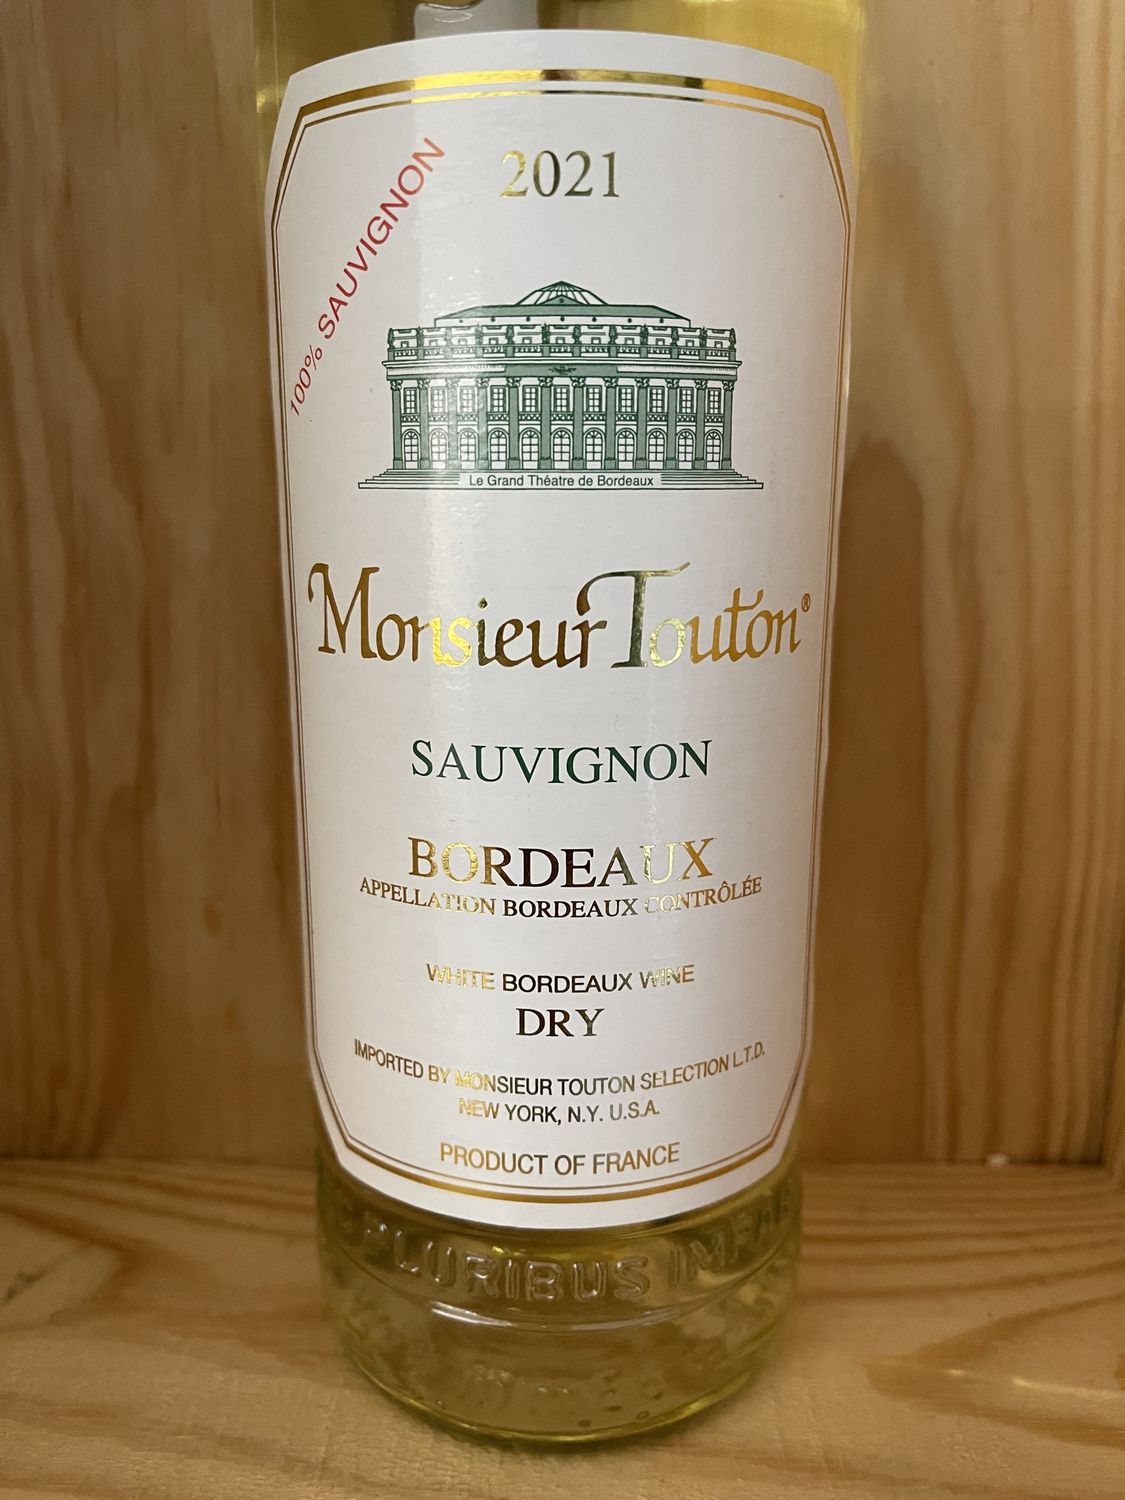 2021
100% SAUVIGNON
Le Grand Théatre de Bordeaux
Monsieur Touton®
SAUVIGNON
BORDEAUX
APPELLATION BORDEAUX CONTRÔLÉE
WHITE BORDEAUX WINE
DRY
IMPORTED BY MONSIEUR TOUTON SELECTION L.T.D.
NEW YORK, N.Y. U.S.A.
PRODUCT OF FRANCE
PLURIBUS